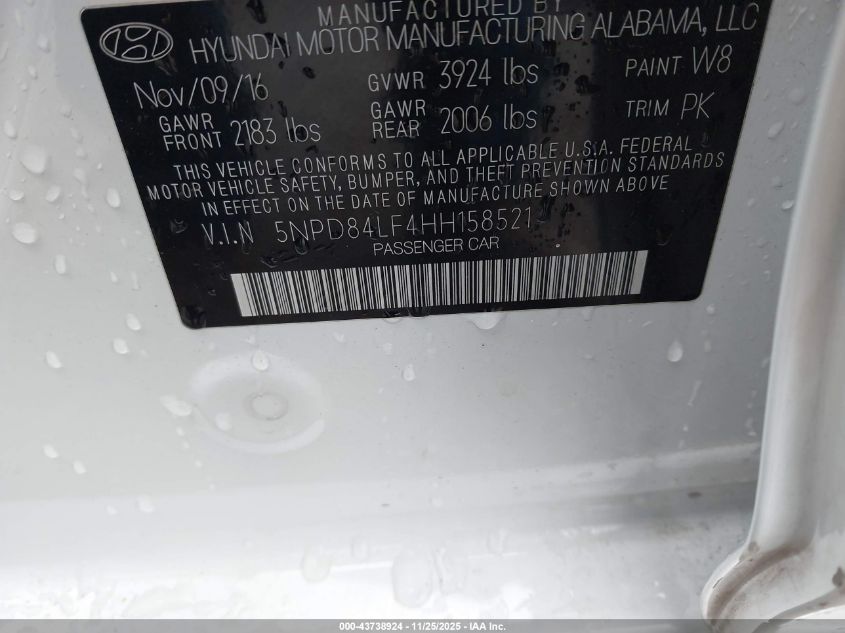 MANUFACTURED BY
HYUNDAI MOTOR MANUFACTURING ALABAMA, LLC
Nov/09/16 GVWR 3924 lbs PAINT W8
GAWR FRONT 2183 lbs GAWR REAR 2006 lbs TRIM PK
THIS VEHICLE CONFORMS TO ALL APPLICABLE U.S.A. FEDERAL
MOTOR VEHICLE SAFETY, BUMPER, AND THEFT PREVENTION STANDARDS
IN EFFECT ON THE DATE OF MANUFACTURE SHOWN ABOVE
V.I.N 5NPD84LF4HH158521
PASSENGER CAR
000-43738924 - 11/25/2025 - IAA Inc.